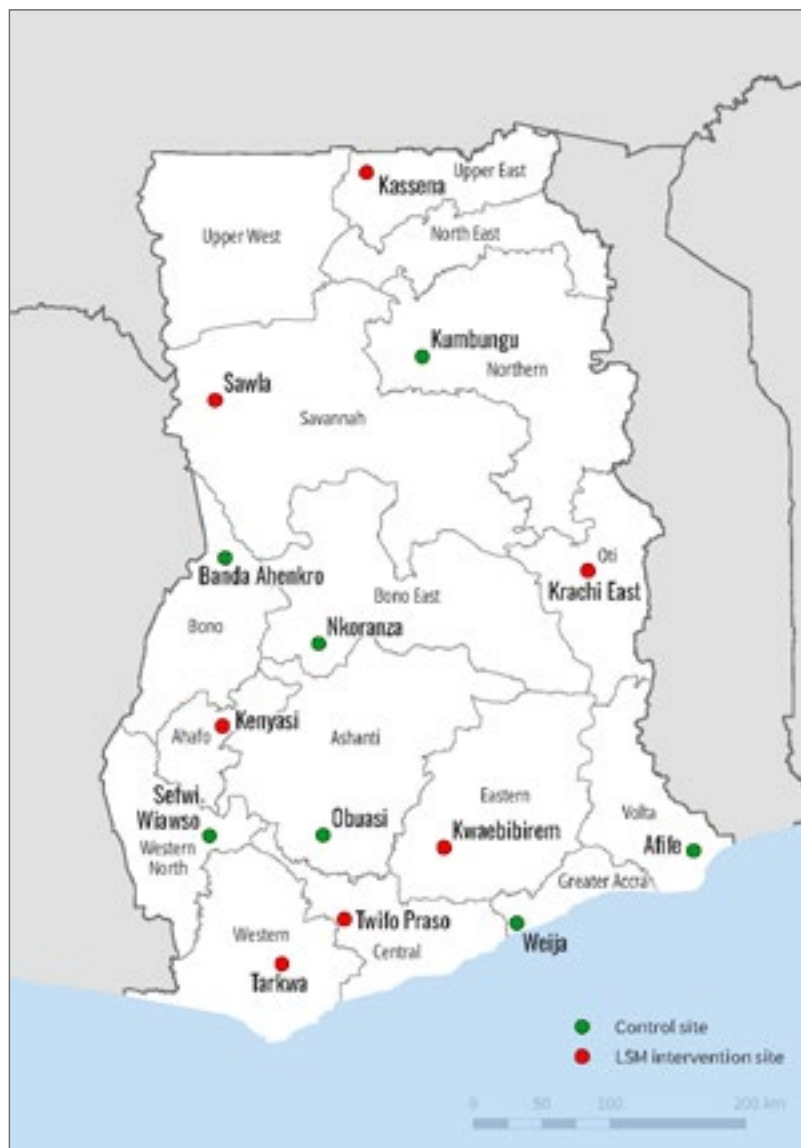 Upper East
Kassena
Upper West
North East
Kumbungu
Northern
Sawla
Savannah
Oti
Banda Ahenkro
Krachi East
Bono East
Bono
Nkoranza
Kenyasi
Ahafo
Ashanti
Sefwi.
Wiawso
Eastern
Obuasi
Kwaebibirem
Volta
Afife
Western
North
Greater Accra
Twifo Praso
Western
Central
Weija
Tarkwa
Control site
LSM intervention site
0 50 100 200 km